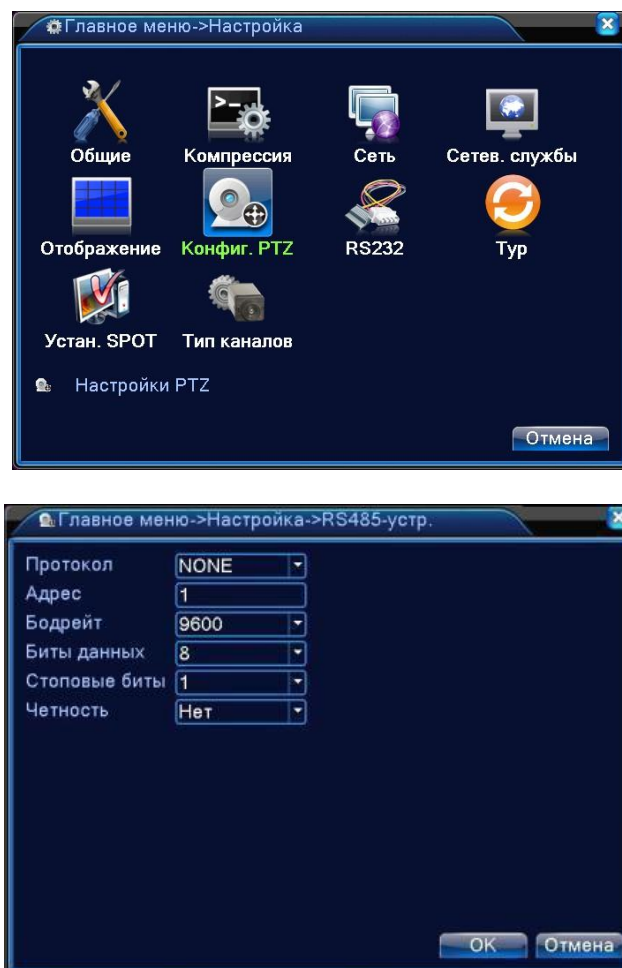 Главное меню->Настройка
Общие Компрессия Сеть Сетев. службы
Отображение Конфиг. PTZ RS232 Тур
Устан. SPOT Тип каналов
Настройки PTZ
Отмена
Главное меню->Настройка->RS485-устр.
Протокол NONE
Адрес 1
Бодрейт 9600
Биты данных 8
Стоповые биты 1
Четность Нет
OK Отмена